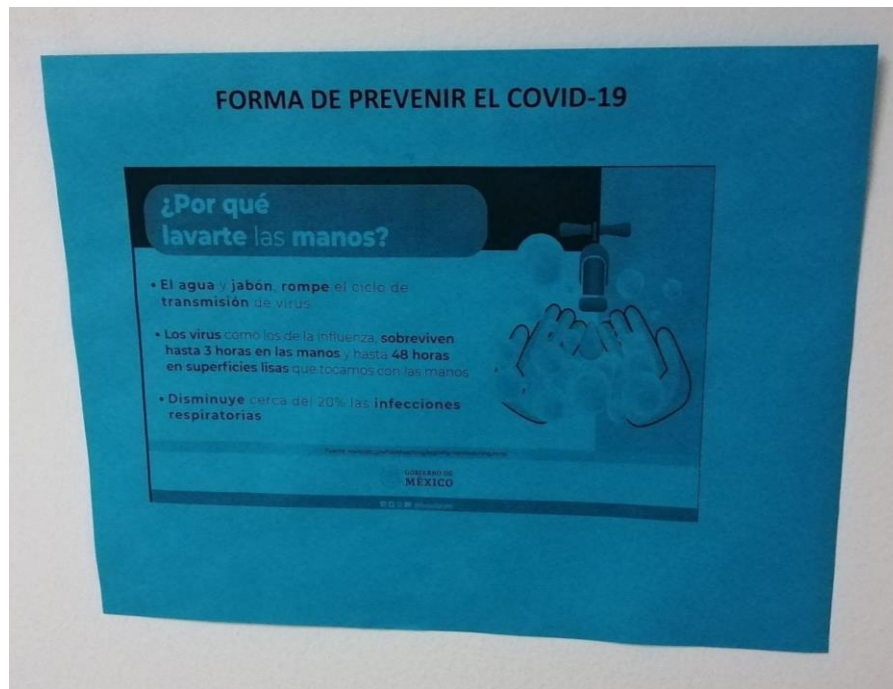 FORMA DE PREVENIR EL COVID-19
¿Por qué
lavarte las manos?
• El agua y jabón, rompe el ciclo de
transmisión de virus
• Los virus como los de la influenza, sobreviven
hasta 3 horas en las manos y hasta 48 horas
en superficies lisas que tocamos con las manos
• Disminuye cerca del 20% las infecciones
respiratorias
GOBIERNO DE
MÉXICO